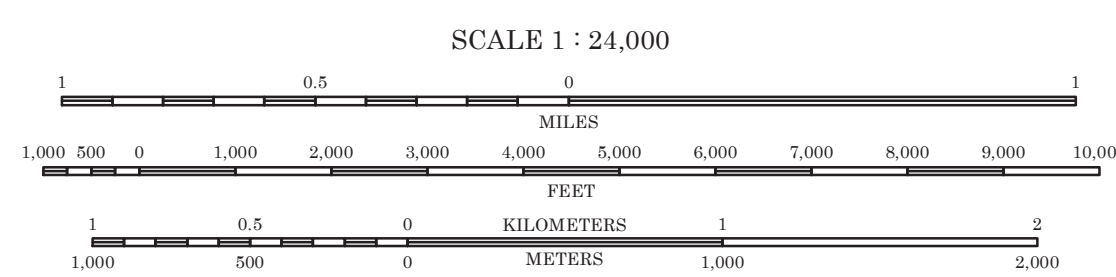 SCALE 1 : 24,000
1 0.5 0 1
MILES
1,000 500 0 1,000 2,000 3,000 4,000 5,000 6,000 7,000 8,000 9,000 10,00
FEET
1 0.5 0 KILOMETERS 1 2
1,000 500 0 METERS 1,000 2,000